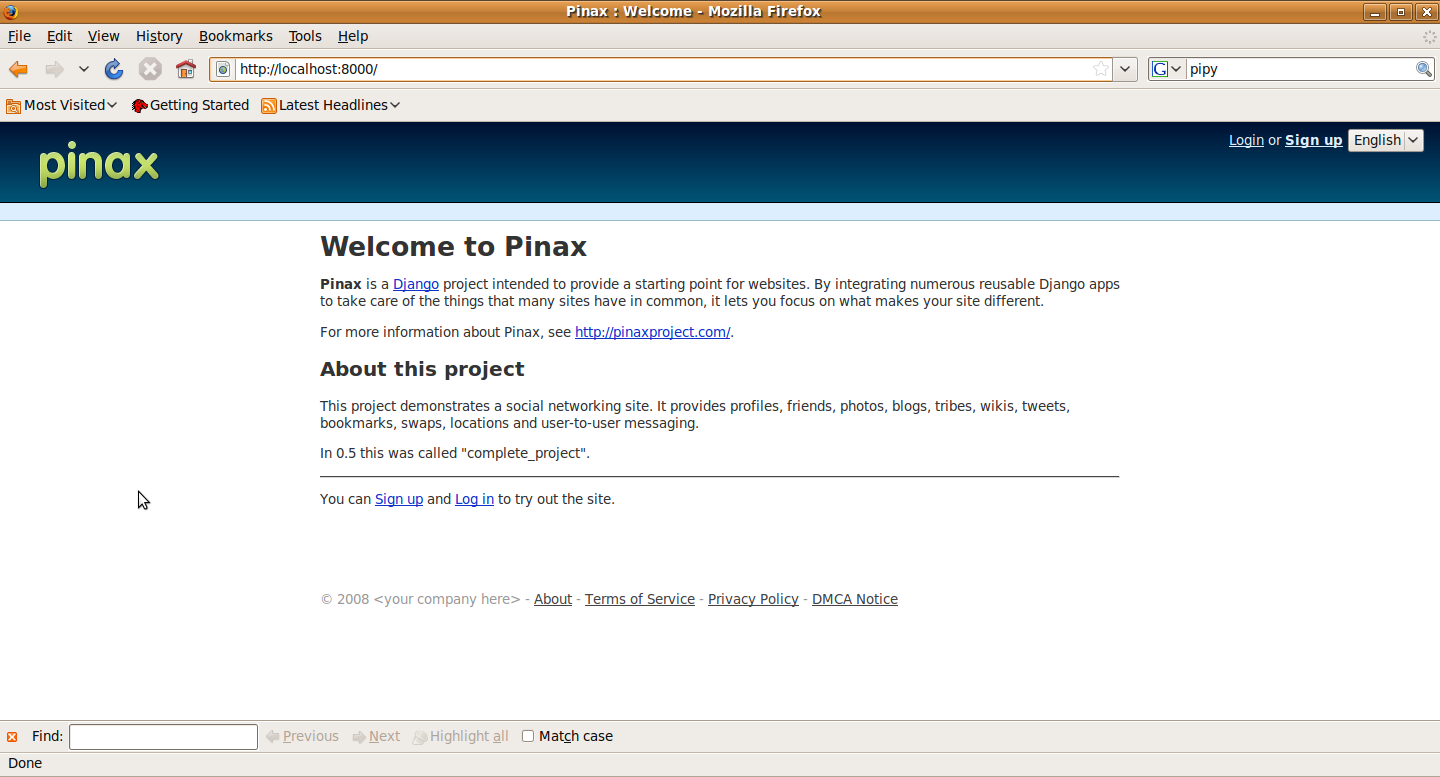 Pinax : Welcome - Mozilla Firefox
File Edit View History Bookmarks Tools Help
http://localhost:8000/ G pipy
Most Visited Getting Started Latest Headlines
pinax
Login or Sign up English
Welcome to Pinax
Pinax is a Django project intended to provide a starting point for websites. By integrating numerous reusable Django apps
to take care of the things that many sites have in common, it lets you focus on what makes your site different.
For more information about Pinax, see http://pinaxproject.com/.
About this project
This project demonstrates a social networking site. It provides profiles, friends, photos, blogs, tribes, wikis, tweets,
bookmarks, swaps, locations and user-to-user messaging.
In 0.5 this was called "complete_project".
You can Sign up and Log in to try out the site.
© 2008 <your company here> - About - Terms of Service - Privacy Policy - DMCA Notice
Find: Previous Next Highlight all Match case
Done